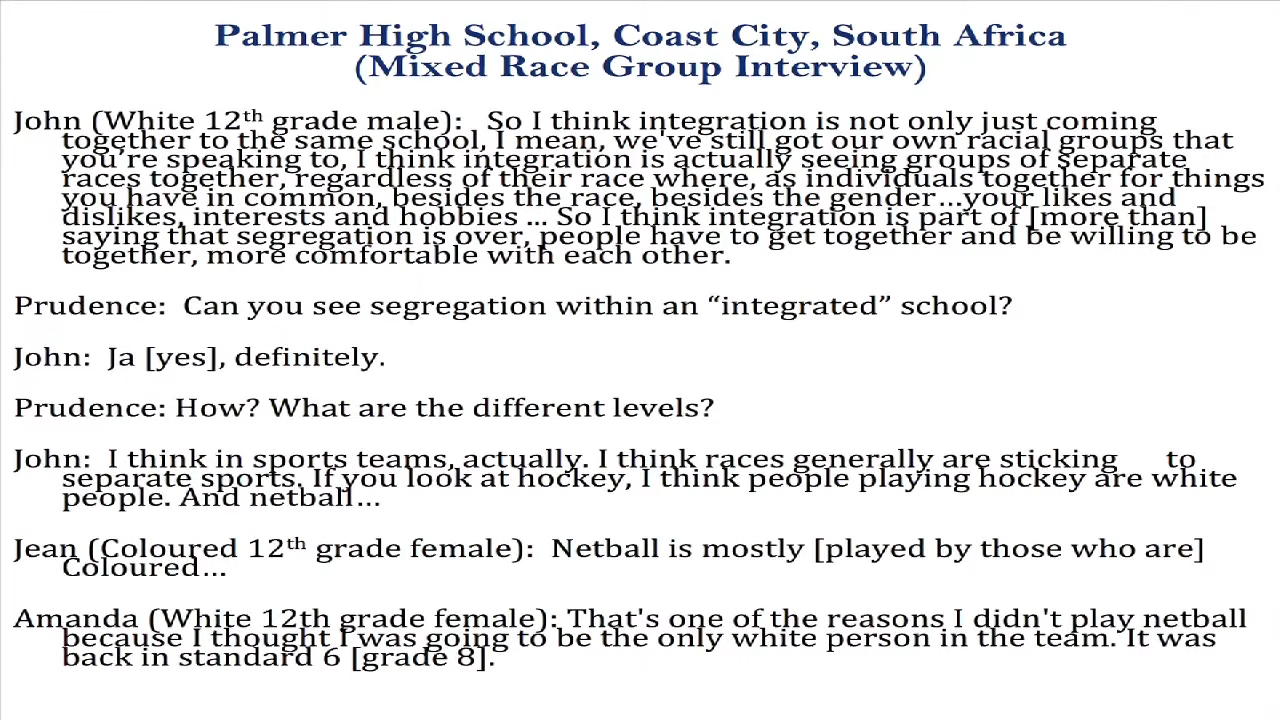 Palmer High School, Coast City, South Africa
(Mixed Race Group Interview)
John (White 12th grade male): So I think integration is not only just coming
together to the same school, I mean, we've still got our own racial groups that
you're speaking to, I think integration is actually seeing groups of separate
races together, regardless of their race where, as individuals together for things
you have in common, besides the race, besides the gender…your likes and
dislikes, interests and hobbies … So I think integration is part of [more than]
saying that segregation is over, people have to get together and be willing to be
together, more comfortable with each other.
Prudence: Can you see segregation within an “integrated” school?
John: Ja [yes], definitely.
Prudence: How? What are the different levels?
John: I think in sports teams, actually. I think races generally are sticking to
separate sports. If you look at hockey, I think people playing hockey are white
people. And netball…
Jean (Coloured 12th grade female): Netball is mostly [played by those who are]
Coloured…
Amanda (White 12th grade female): That's one of the reasons I didn't play netball
because I thought I was going to be the only white person in the team. It was
back in standard 6 [grade 8].